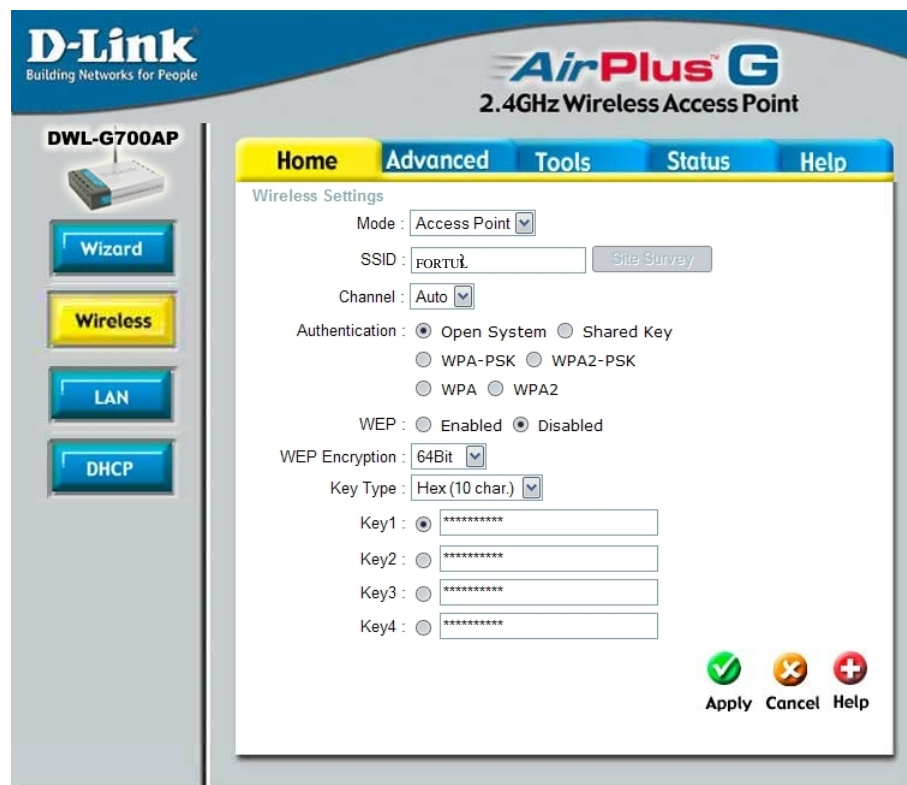 D-Link
Building Networks for People
AirPlus™ G
2.4GHz Wireless Access Point
DWL-G700AP
Home Advanced Tools Status Help
Wizard
Wireless
LAN
DHCP
Wireless Settings
Mode : Access Point
SSID : Site Survey
Channel : Auto
Authentication : Open System Shared Key
WPA-PSK WPA2-PSK
WPA WPA2
WEP : Enabled Disabled
WEP Encryption : 64Bit
Key Type : Hex (10 char.)
Key1 : **********
Key2 : **********
Key3 : **********
Key4 : **********
Apply Cancel Help